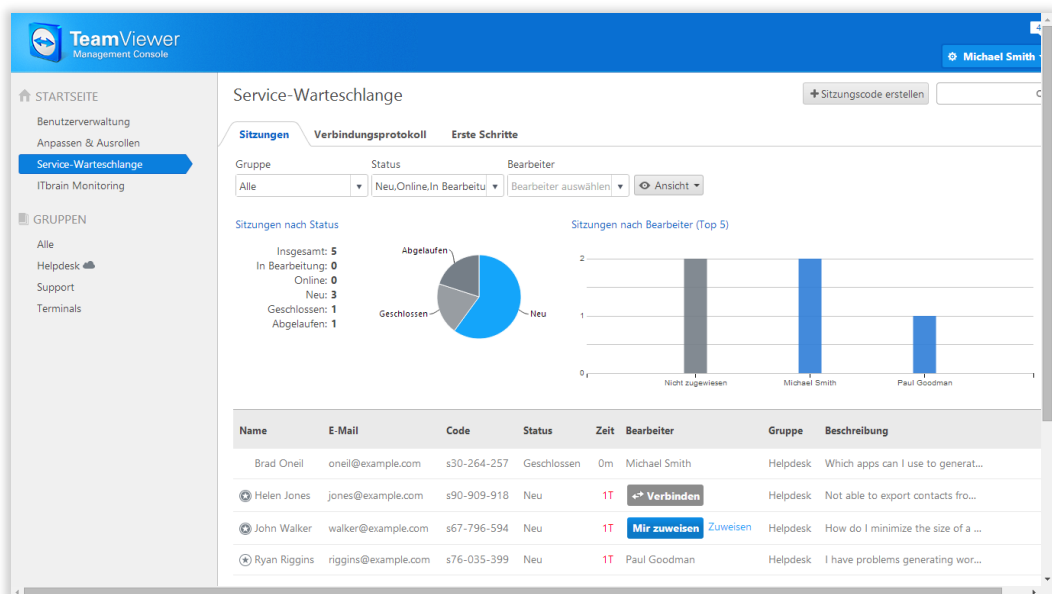 TeamViewer
Management Console
4
Michael Smith
STARTSEITE
Benutzerverwaltung
Anpassen & Ausrollen
Service-Warteschlange
ITbrain Monitoring
GRUPPEN
Alle
Helpdesk
Support
Terminals
Service-Warteschlange
+Sitzungscode erstellen
Sitzungen Verbindungsprotokoll Erste Schritte
Gruppe Status Bearbeiter
Alle Neu,Online,In Bearbeitu Bearbeiter auswählen Ansicht
Sitzungen nach Status
Insgesamt: 5
In Bearbeitung: 0
Online: 0
Neu: 3
Geschlossen: 1
Abgelaufen: 1
Abgelaufen
Geschlossen
Neu
Sitzungen nach Bearbeiter (Top 5)
2
1
0
Nicht zugewiesen Michael Smith Paul Goodman
Name E-Mail Code Status Zeit Bearbeiter Gruppe Beschreibung
Brad Oneil oneil@example.com s30-264-257 Geschlossen 0m Michael Smith Helpdesk Which apps can I use to generat...
Helen Jones jones@example.com s90-909-918 Neu 1T Verbinden Helpdesk Not able to export contacts fro...
John Walker walker@example.com s67-796-594 Neu 1T Mir zuweisen Zuweisen Helpdesk How do I minimize the size of a ...
Ryan Riggins riggins@example.com s76-035-399 Neu 1T Paul Goodman Helpdesk I have problems generating wor...